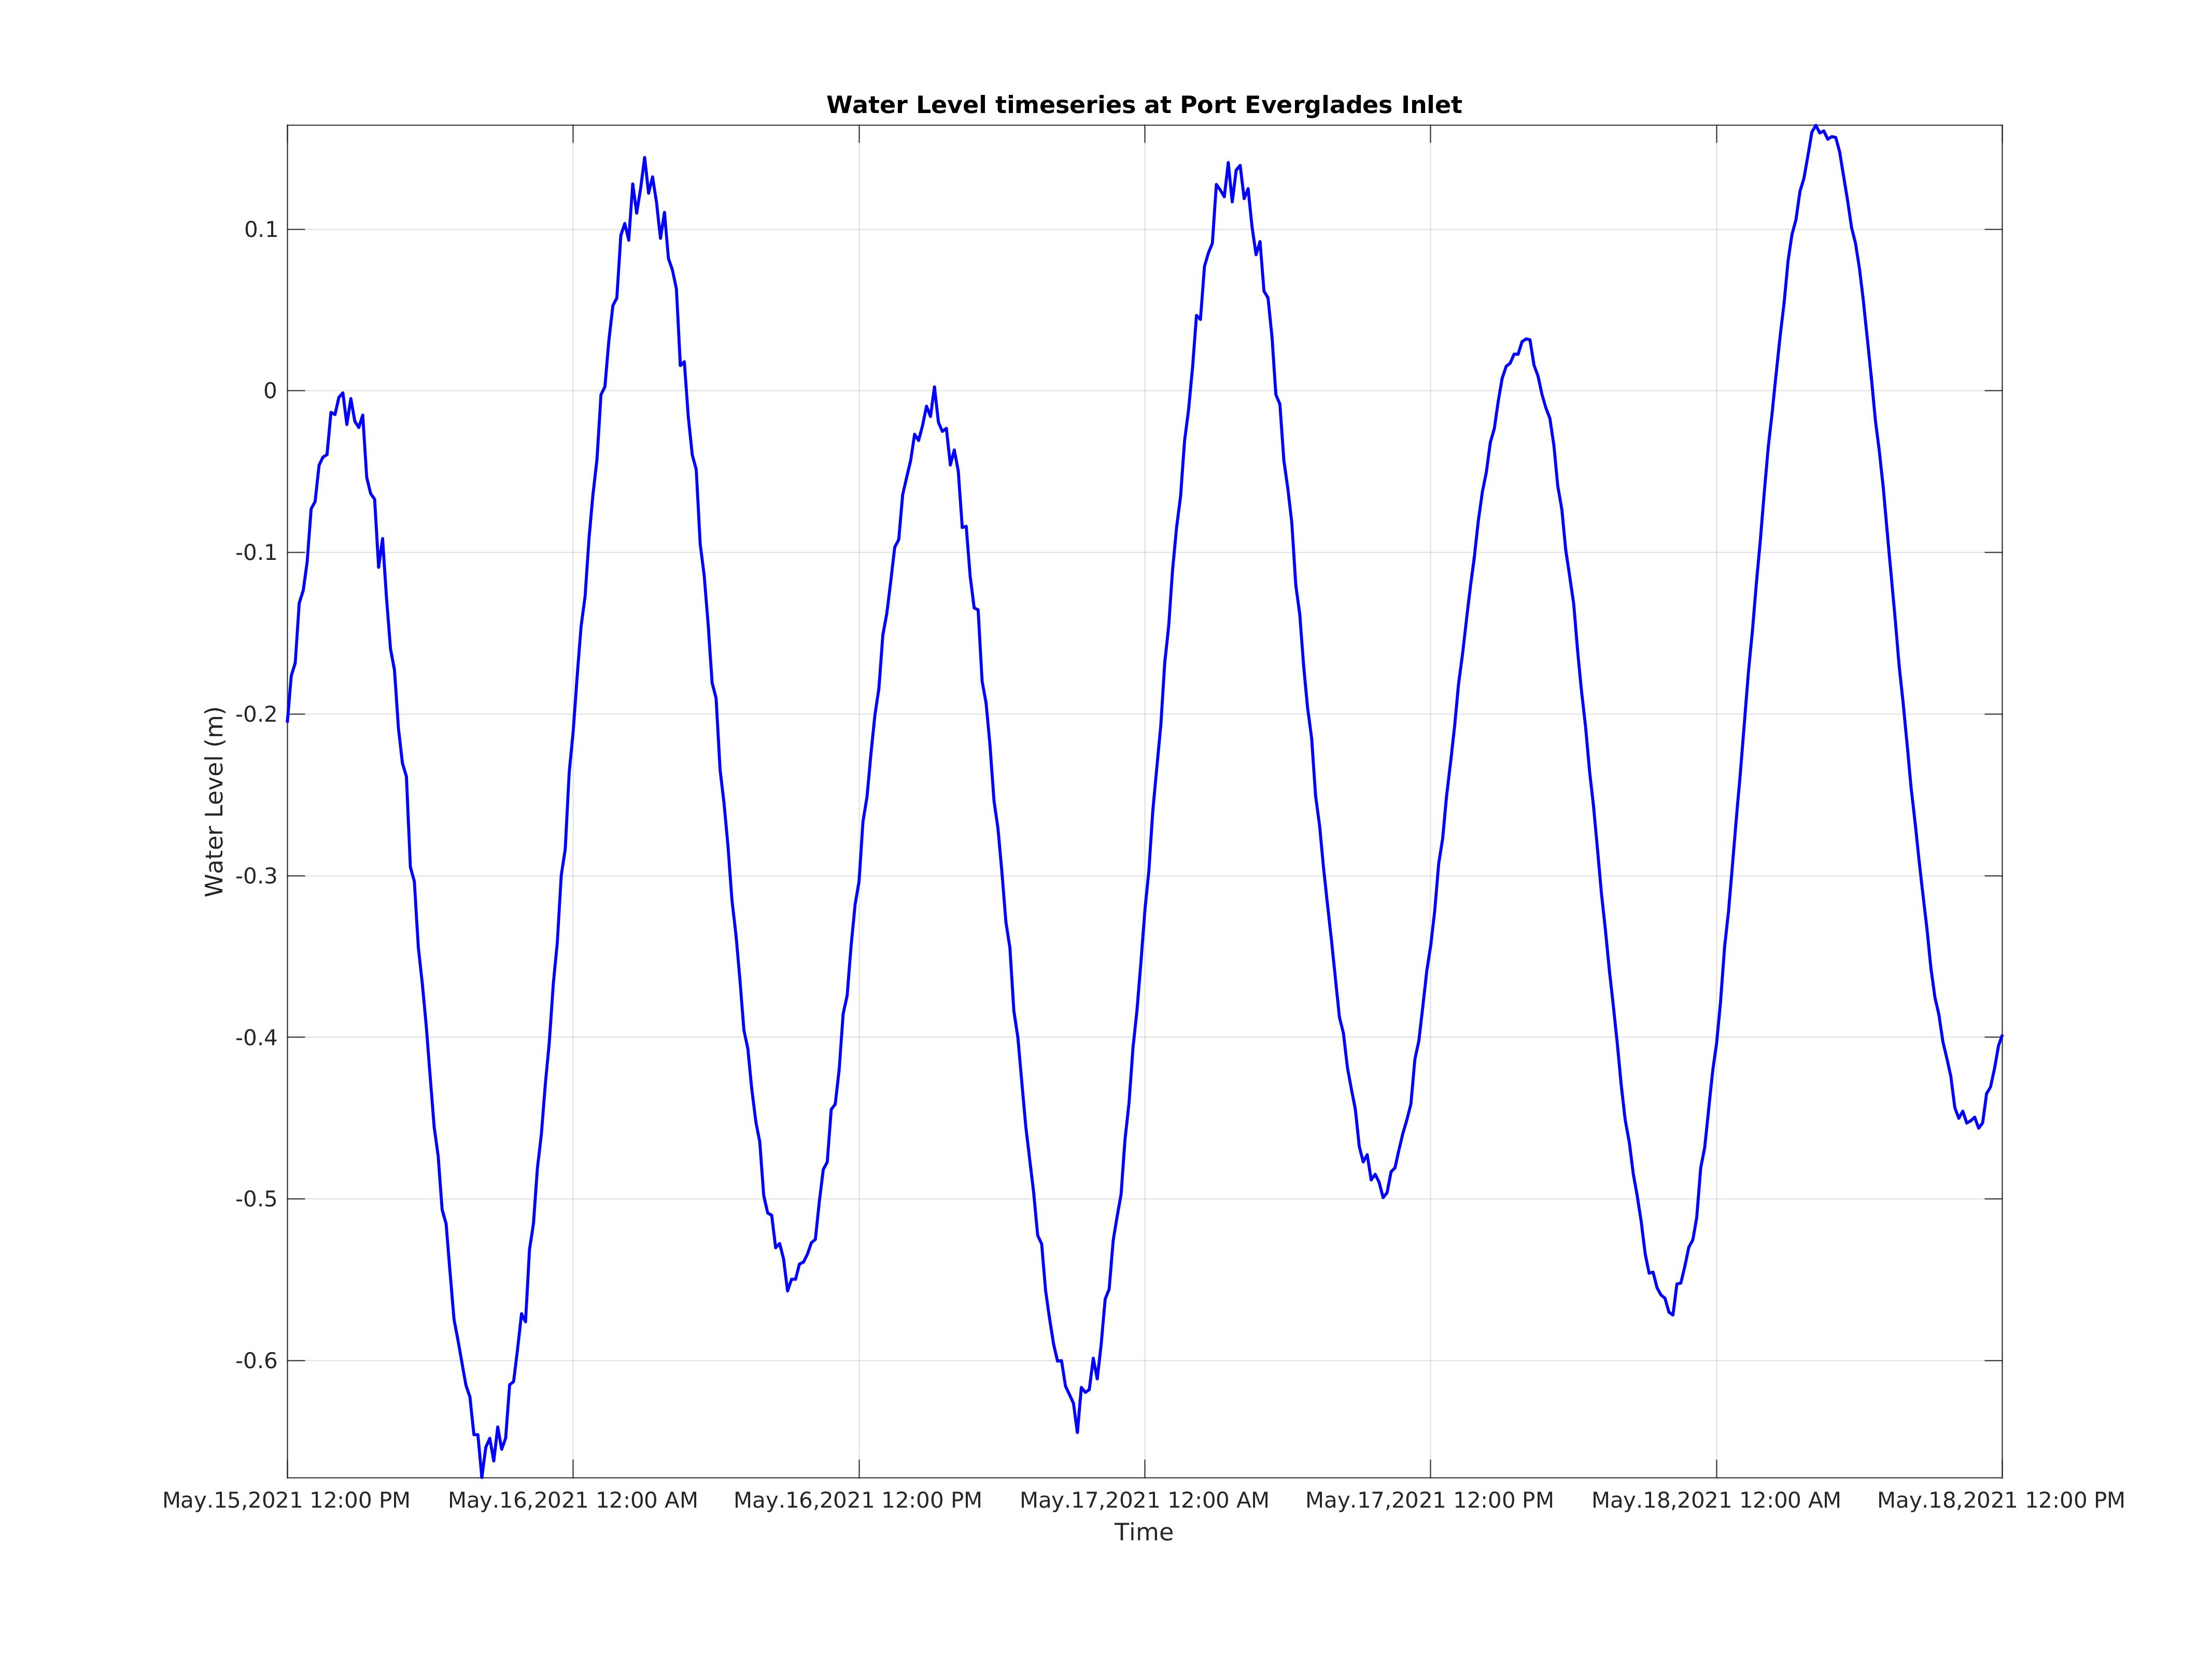 Water Level timeseries at Port Everglades Inlet
0.1
0
-0.1
-0.2
-0.3
-0.4
-0.5
-0.6
Water Level (m)
May.15,2021 12:00 PM May.16,2021 12:00 AM May.16,2021 12:00 PM May.17,2021 12:00 AM May.17,2021 12:00 PM May.18,2021 12:00 AM May.18,2021 12:00 PM
Time